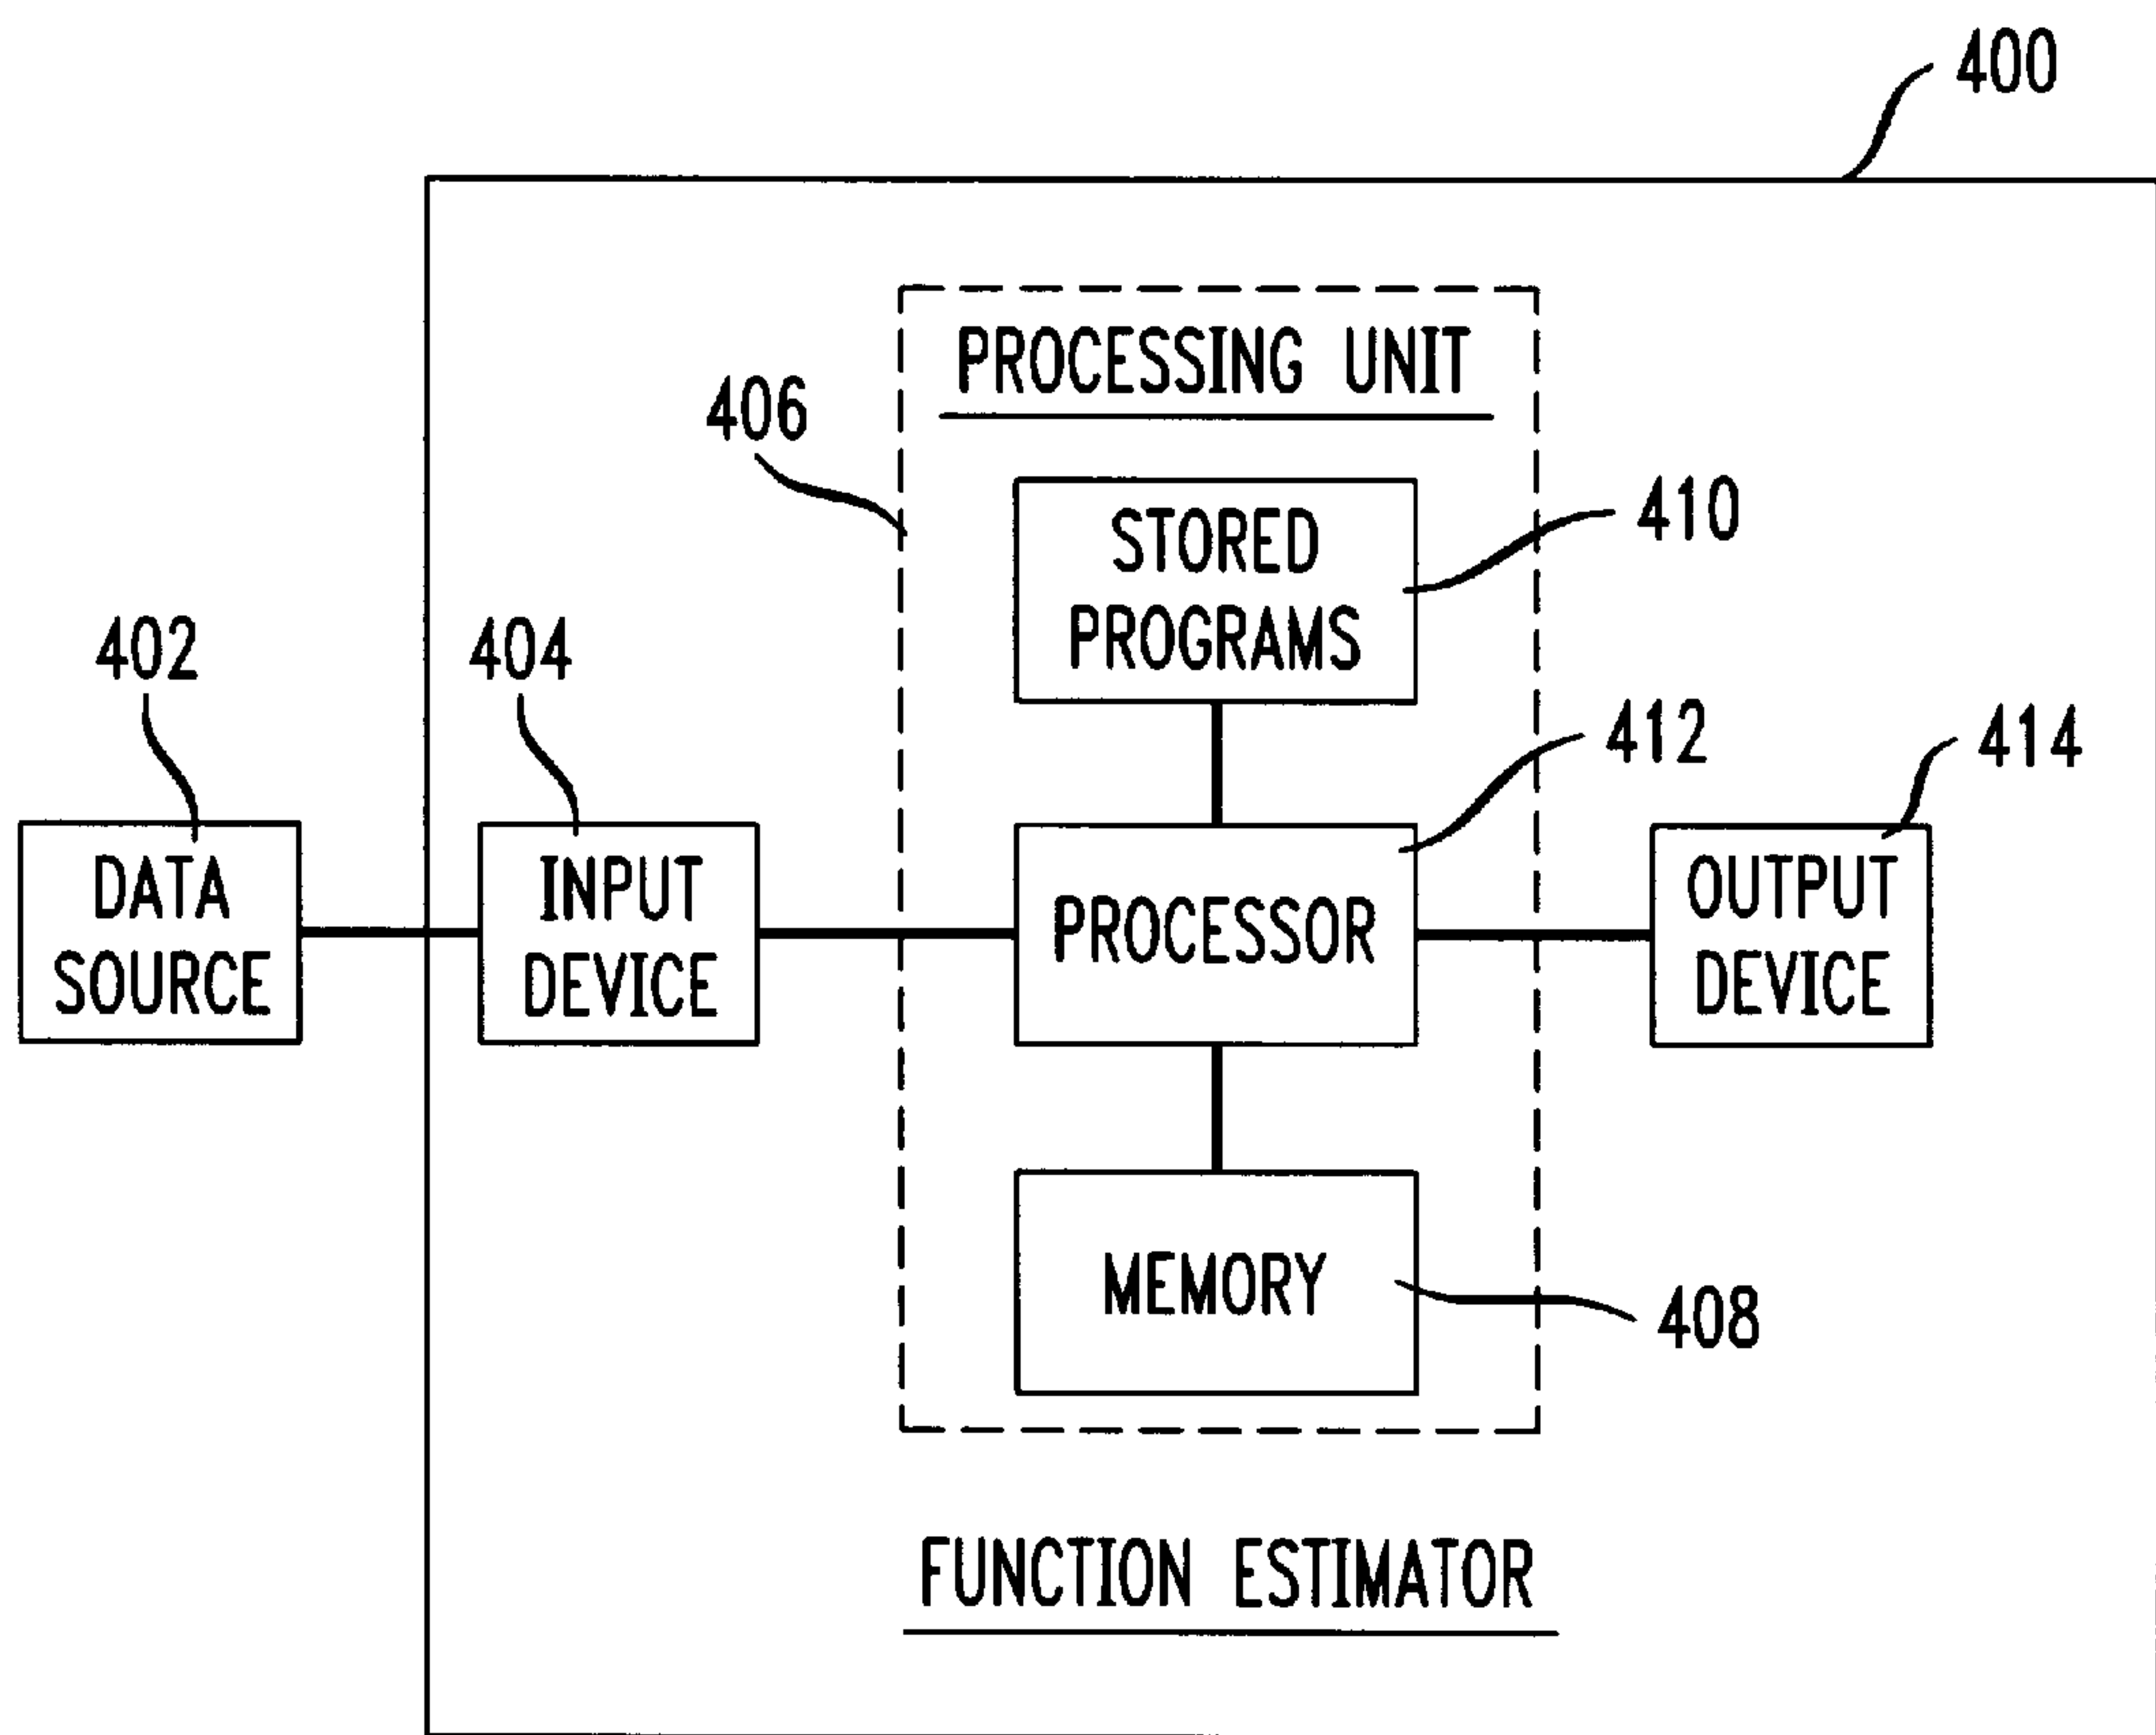 400
PROCESSING UNIT
406
STORED
PROGRAMS
410
402
404
412
414
DATA
SOURCE
INPUT
DEVICE
PROCESSOR
OUTPUT
DEVICE
MEMORY
408
FUNCTION ESTIMATOR